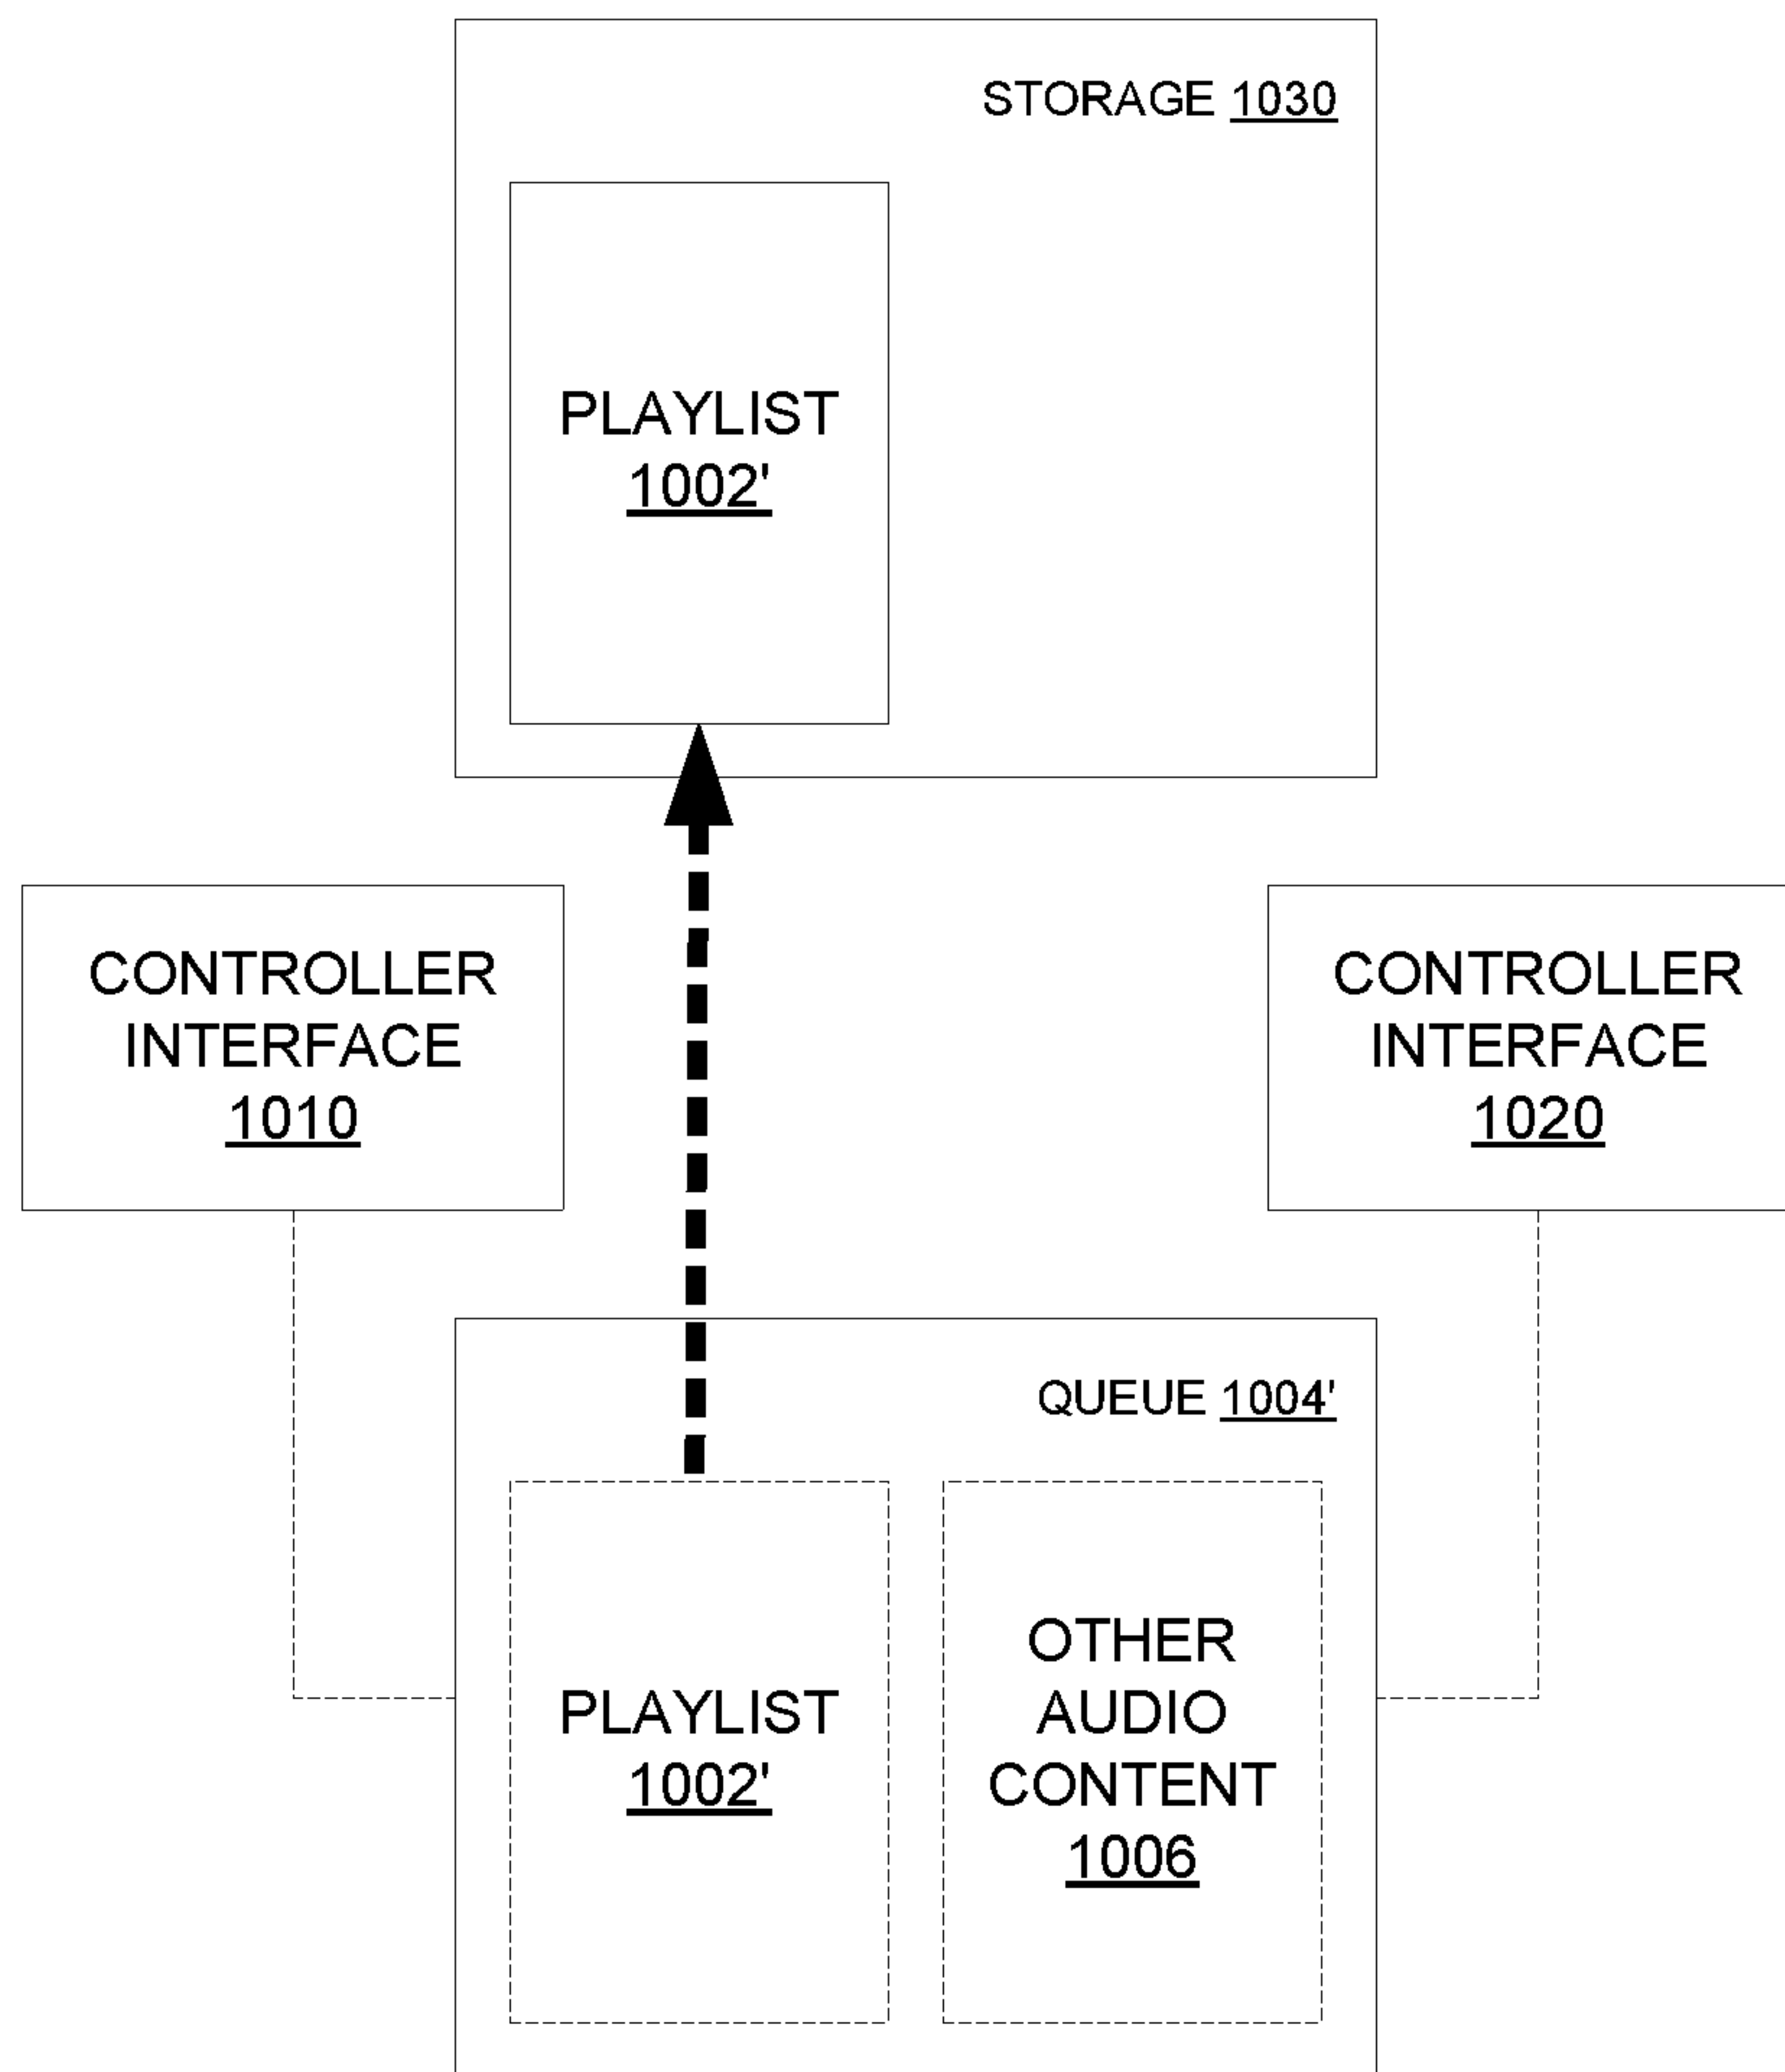 STORAGE 1030
PLAYLIST
1002'
CONTROLLER
INTERFACE
1010
CONTROLLER
INTERFACE
1020
QUEUE 1004'
PLAYLIST
1002'
OTHER
AUDIO
CONTENT
1006